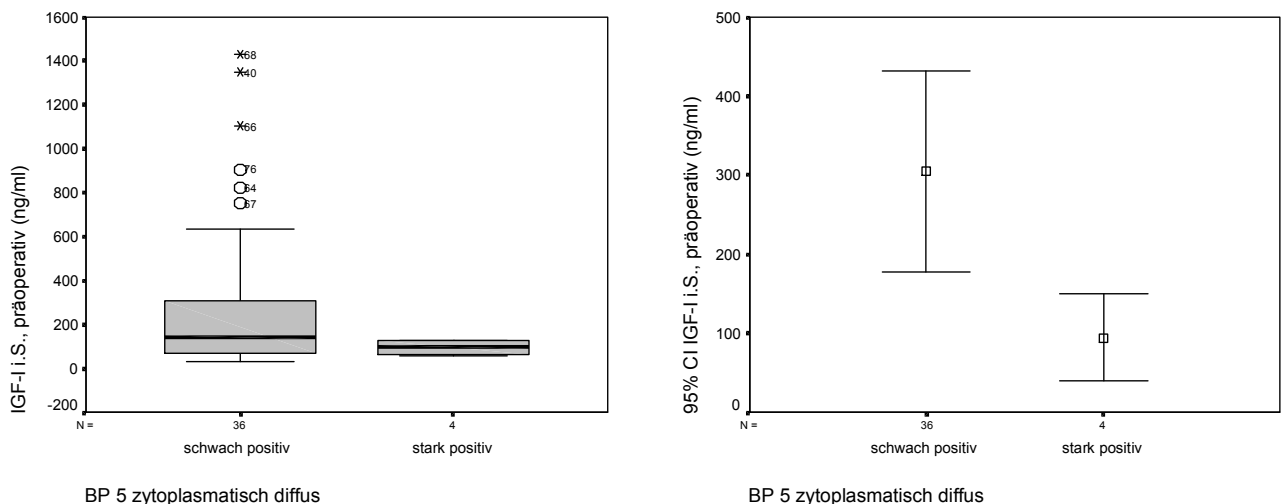 IGF-I i.S., präoperativ (ng/ml)
1600
1400
1200
1000
800
600
400
200
0
-200
68
40
66
76
64
67
N =
36
4
schwach positiv
stark positiv
BP 5 zytoplasmatisch diffus
95% CI IGF-I i.S., präoperativ (ng/ml)
500
400
300
200
100
0
N =
36
4
schwach positiv
stark positiv
BP 5 zytoplasmatisch diffus